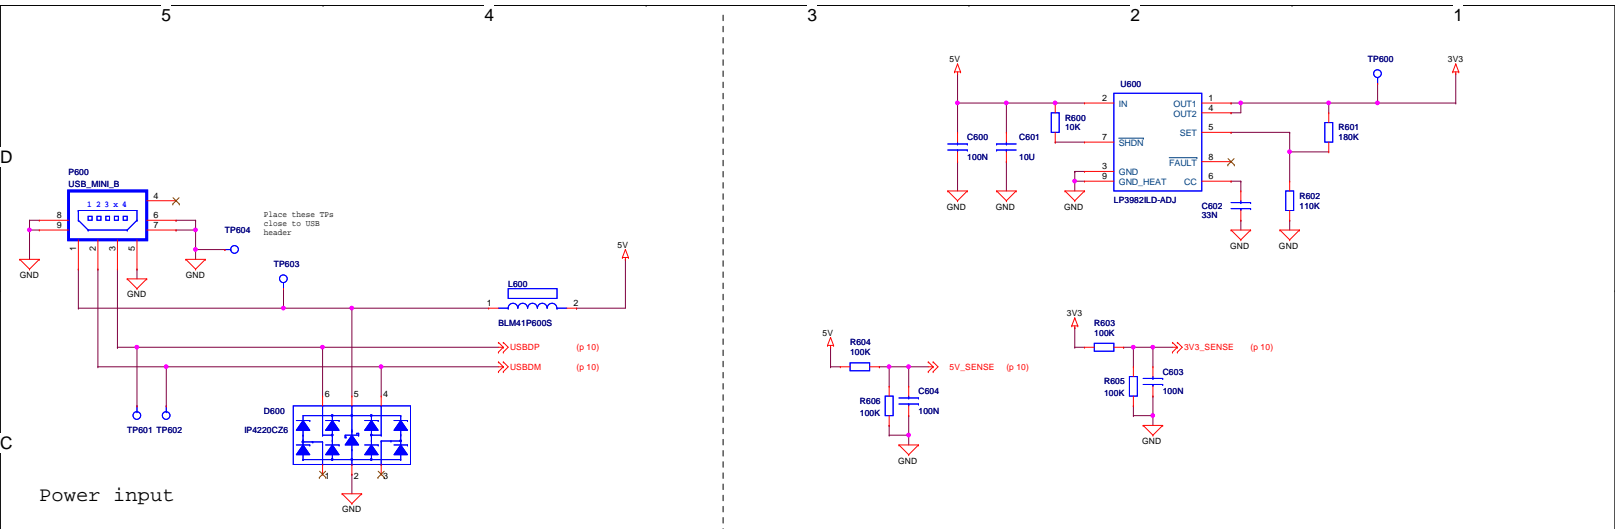 5 4 3 2 1
D
C
P600
USB_MINI_B
1 2 3 x 4
4
8
9
6
7
1
2
3
5
GND
GND
GND
TP604
Place these TPs
close to USB
header
TP603
5V
L600
1
2
BLM41P600S
USBDP (p 10)
USBDM (p 10)
TP601 TP602
D600
IP4220CZ6
6
5
4
1
2
3
GND
Power input
5V
U600
TP600
3V3
2 IN
OUT1 1
OUT2 4
SET 5
7 SHDN
FAULT 8
3 GND
9 GND_HEAT
CC 6
LP3982ILD-ADJ
C600
100N
C601
10U
R600
10K
GND
GND
GND
R601
180K
R602
110K
C602
33N
GND
GND
5V
R604
100K
5V_SENSE (p 10)
R606
100K
C604
100N
GND
3V3
R603
100K
3V3_SENSE (p 10)
R605
100K
C603
100N
GND